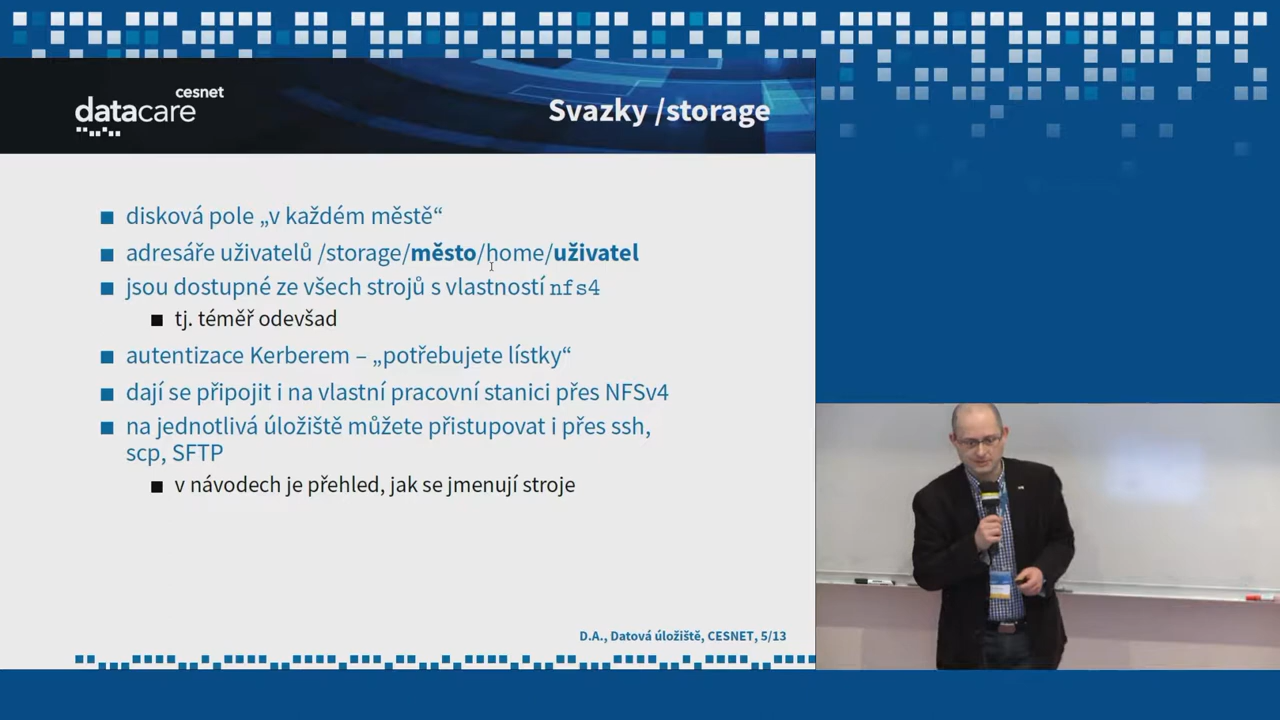 cesnet
datacare
Svazky /storage
disková pole „v každém městě“
adresáře uživatelů /storage/město/home/uživatel
jsou dostupné ze všech strojů s vlastností nfs4
tj. téměř odevšad
autentizace Kerberem – „potřebujete lístky“
dají se připojit i na vlastní pracovní stanici přes NFSv4
na jednotlivá úložiště můžete přistupovat i přes ssh,
scp, SFTP
v návodech je přehled, jak se jmenují stroje
D.A., Datová úložiště, CESNET, 5/13